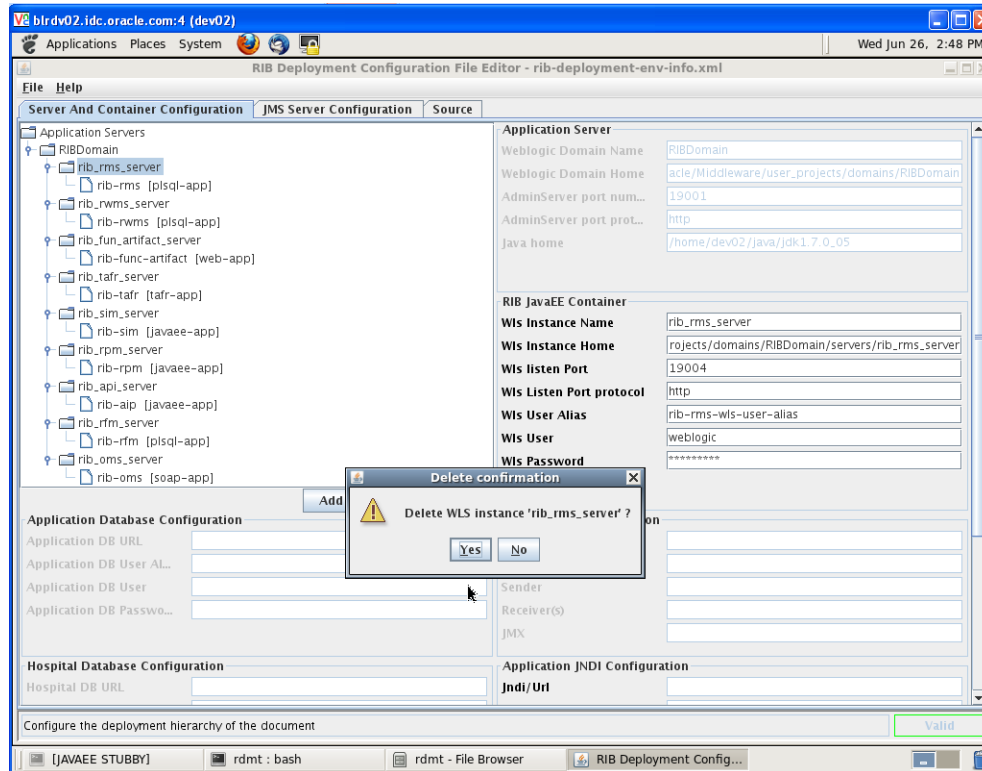 blrdv02.idc.oracle.com:4 (dev02)
Applications Places System
Wed Jun 26, 2:48 PM
RIB Deployment Configuration File Editor - rib-deployment-env-info.xml
File Help
Server And Container Configuration JMS Server Configuration Source
Application Servers
RIBDomain
rib_rms_server
rib-rms [plsql-app]
rib_rwms_server
rib-rwms [plsql-app]
rib_fun_artifact_server
rib-func-artifact [web-app]
rib_tafr_server
rib-tafr [tafr-app]
rib_sim_server
rib-sim [javaee-app]
rib_rpm_server
rib-rpm [javaee-app]
rib_api_server
rib-aip [javaee-app]
rib_rfm_server
rib-rfm [plsql-app]
rib_oms_server
rib-oms [soap-app]
Add
Application Server
Weblogic Domain Name RIBDomain
Weblogic Domain Home acle/Middleware/user_projects/domains/RIBDomain
AdminServer port num... 19001
AdminServer port prot... http
Java home /home/dev02/java/jdk1.7.0_05
RIB JavaEE Container
Wls Instance Name rib_rms_server
Wls Instance Home rojects/domains/RIBDomain/servers/rib_rms_server
Wls listen Port 19004
Wls Listen Port protocol http
Wls User Alias rib-rms-wls-user-alias
Wls User weblogic
Wls Password *********
Delete confirmation
Delete WLS instance 'rib_rms_server' ?
Yes No
Application Database Configuration
Application DB URL
Application DB User Al...
Application DB User
Application DB Passwo...
on
Sender
Receiver(s)
JMX
Hospital Database Configuration
Hospital DB URL
Application JNDI Configuration
Jndi/Url
Configure the deployment hierarchy of the document
Valid
[JAVAEE STUBBY] rdmt : bash rdmt - File Browser RIB Deployment Config...